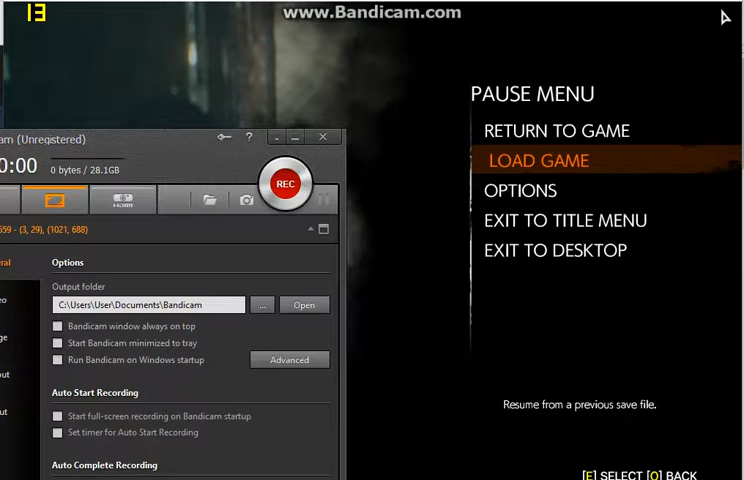 13
www.Bandicam.com
PAUSE MENU
RETURN TO GAME
LOAD GAME
OPTIONS
EXIT TO TITLE MENU
EXIT TO DESKTOP
Resume from a previous save file.
[E] SELECT [Q] BACK
am (Unregistered)
?
0:00
0 bytes / 28.1GB
REC
HDMI
559 - (3, 29), (1021, 688)
Options
Output folder
C:\Users\User\Documents\Bandicam
...
Open
Bandicam window always on top
Start Bandicam minimized to tray
Run Bandicam on Windows startup
Advanced
Auto Start Recording
Start full-screen recording on Bandicam startup
Set timer for Auto Start Recording
Auto Complete Recording